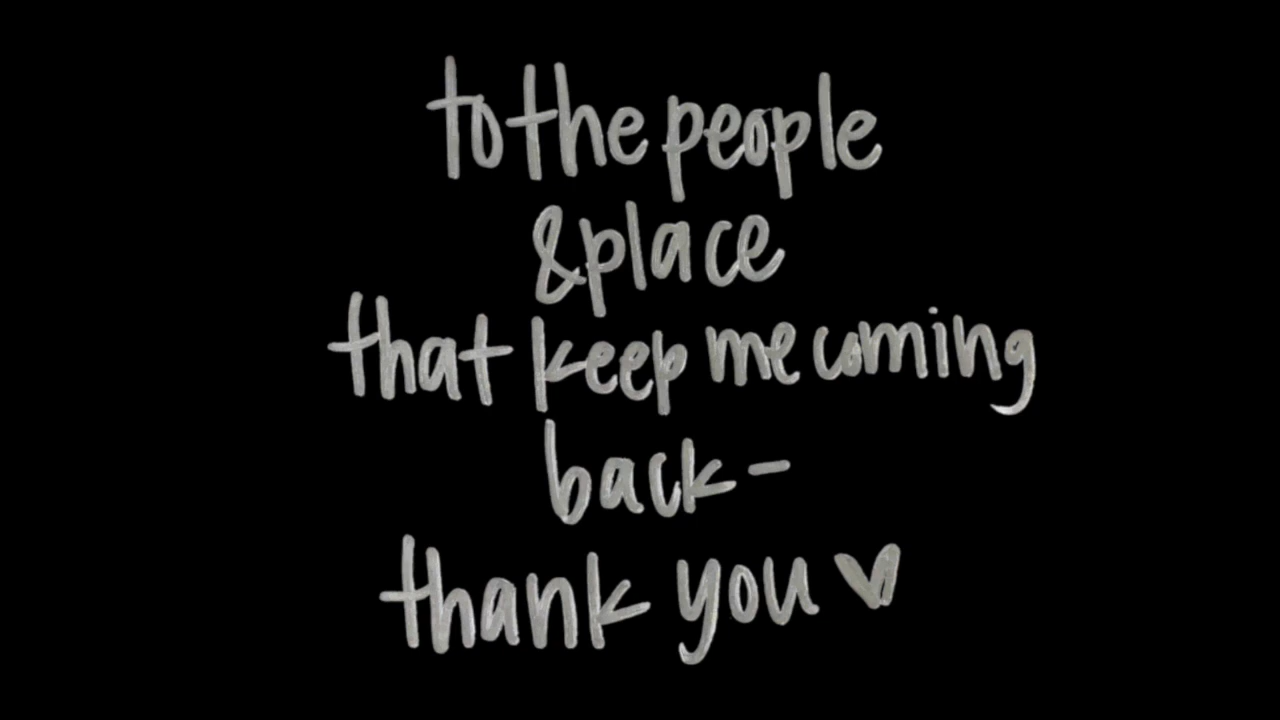 to the people
& place
that keep me coming
back -
thank you ♥